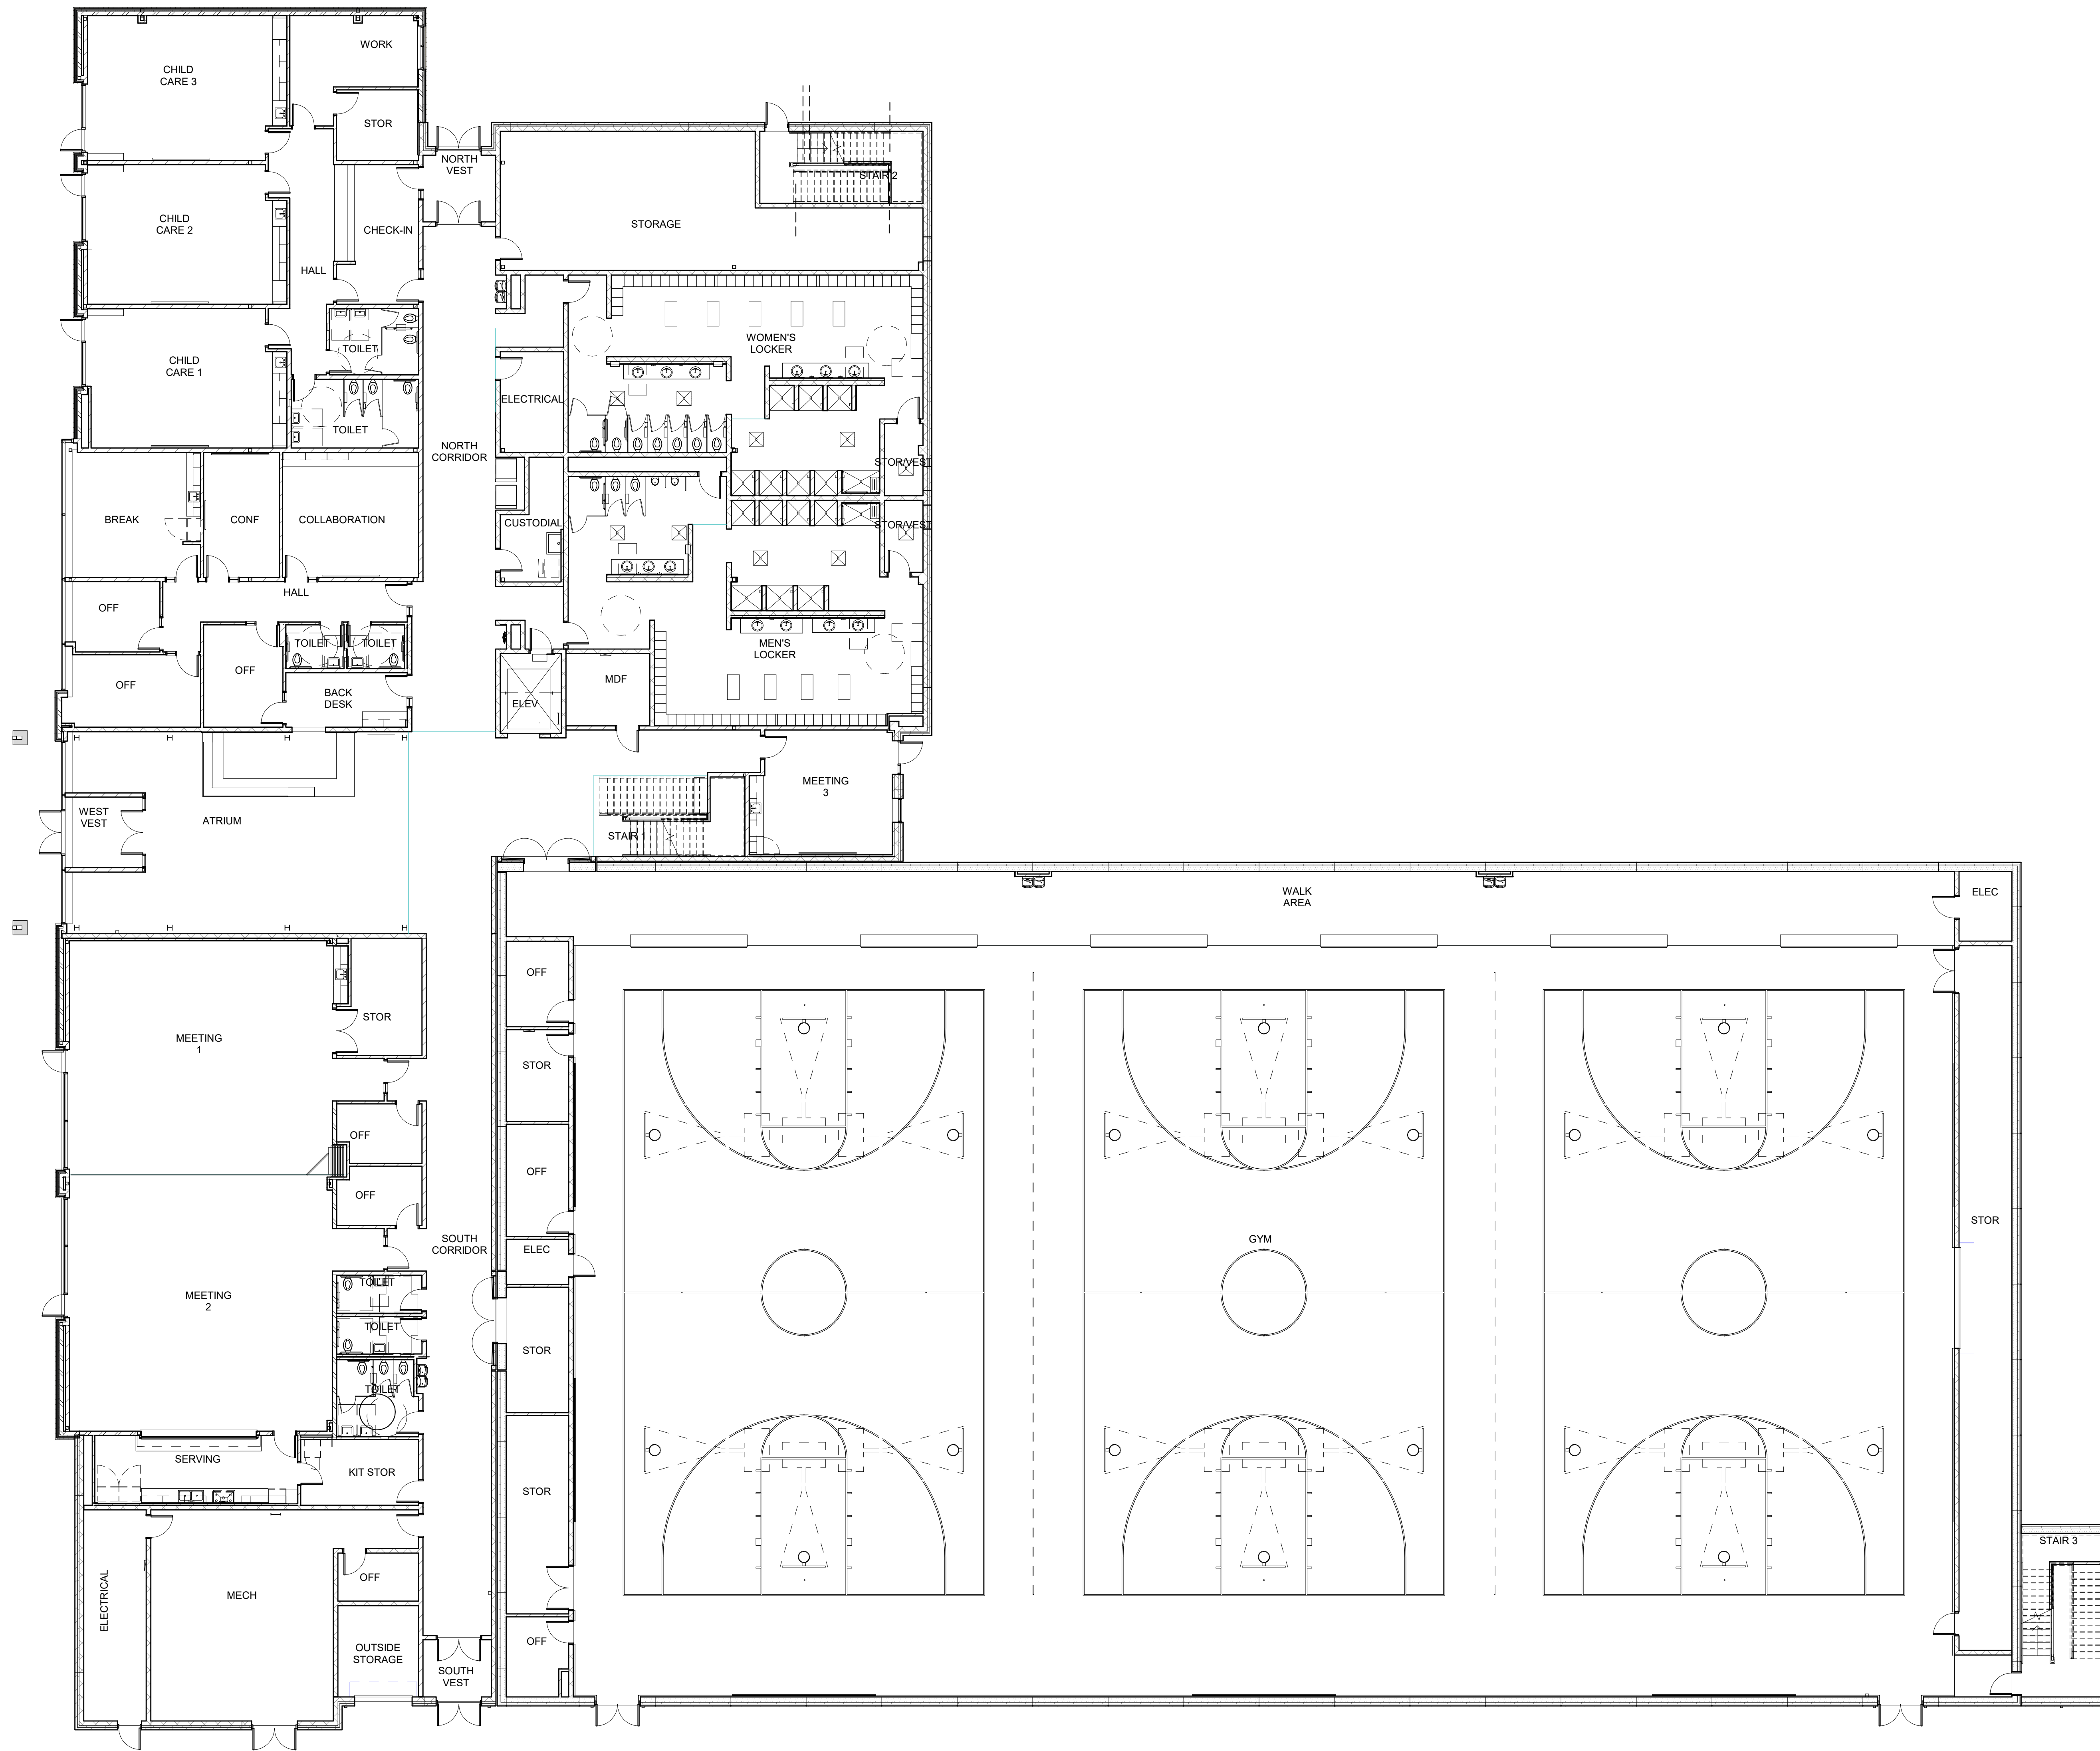 WORK
CHILD
CARE 3
STOR
NORTH
VEST
STAIR 2
CHILD
CARE 2
STORAGE
CHECK-IN
HALL
WOMEN'S
LOCKER
TOILET
CHILD
CARE 1
ELECTRICAL
TOILET
NORTH
CORRIDOR
STOR/VEST
BREAK
CONF
COLLABORATION
CUSTODIAL
STOR/VEST
HALL
OFF
TOILET
TOILET
MEN'S
LOCKER
OFF
MDF
OFF
BACK
DESK
ELEV
MEETING
3
WEST
VEST
ATRIUM
STAIR 1
WALK
AREA
ELEC
OFF
STOR
MEETING
1
STOR
OFF
OFF
OFF
STOR
SOUTH
CORRIDOR
GYM
ELEC
TOILET
MEETING
2
TOILET
STOR
TOILET
SERVING
KIT STOR
STOR
STAIR 3
OFF
MECH
ELECTRICAL
OFF
OUTSIDE
STORAGE
SOUTH
VEST